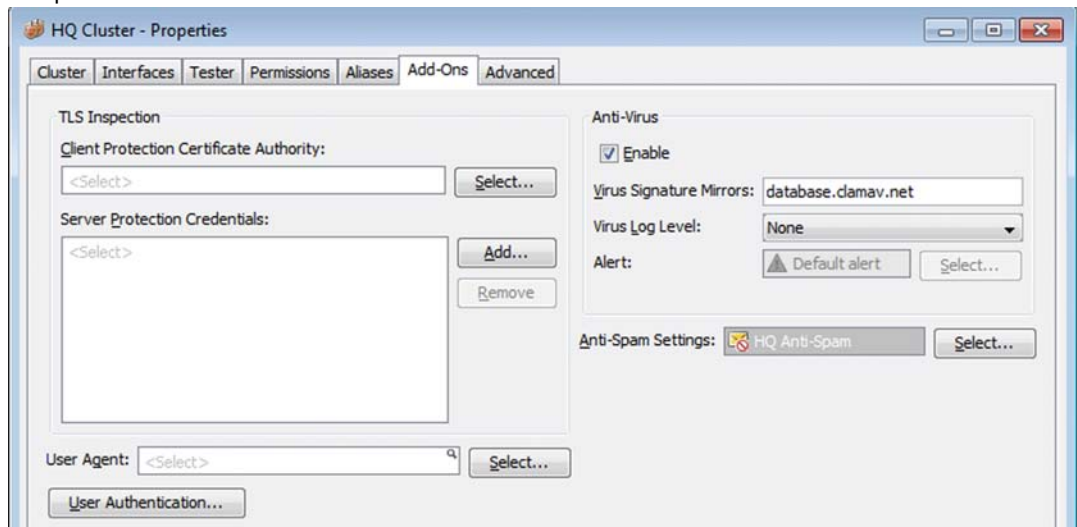 HQ Cluster - Properties
Cluster Interfaces Tester Permissions Aliases Add-Ons Advanced
TLS Inspection
Client Protection Certificate Authority:
<Select>
Select...
Server Protection Credentials:
<Select>
Add...
Remove
User Agent: <Select> Select...
User Authentication...
Anti-Virus
Enable
Virus Signature Mirrors: database.clamav.net
Virus Log Level: None
Alert: Default alert Select...
Anti-Spam Settings: HQ Anti-Spam Select...